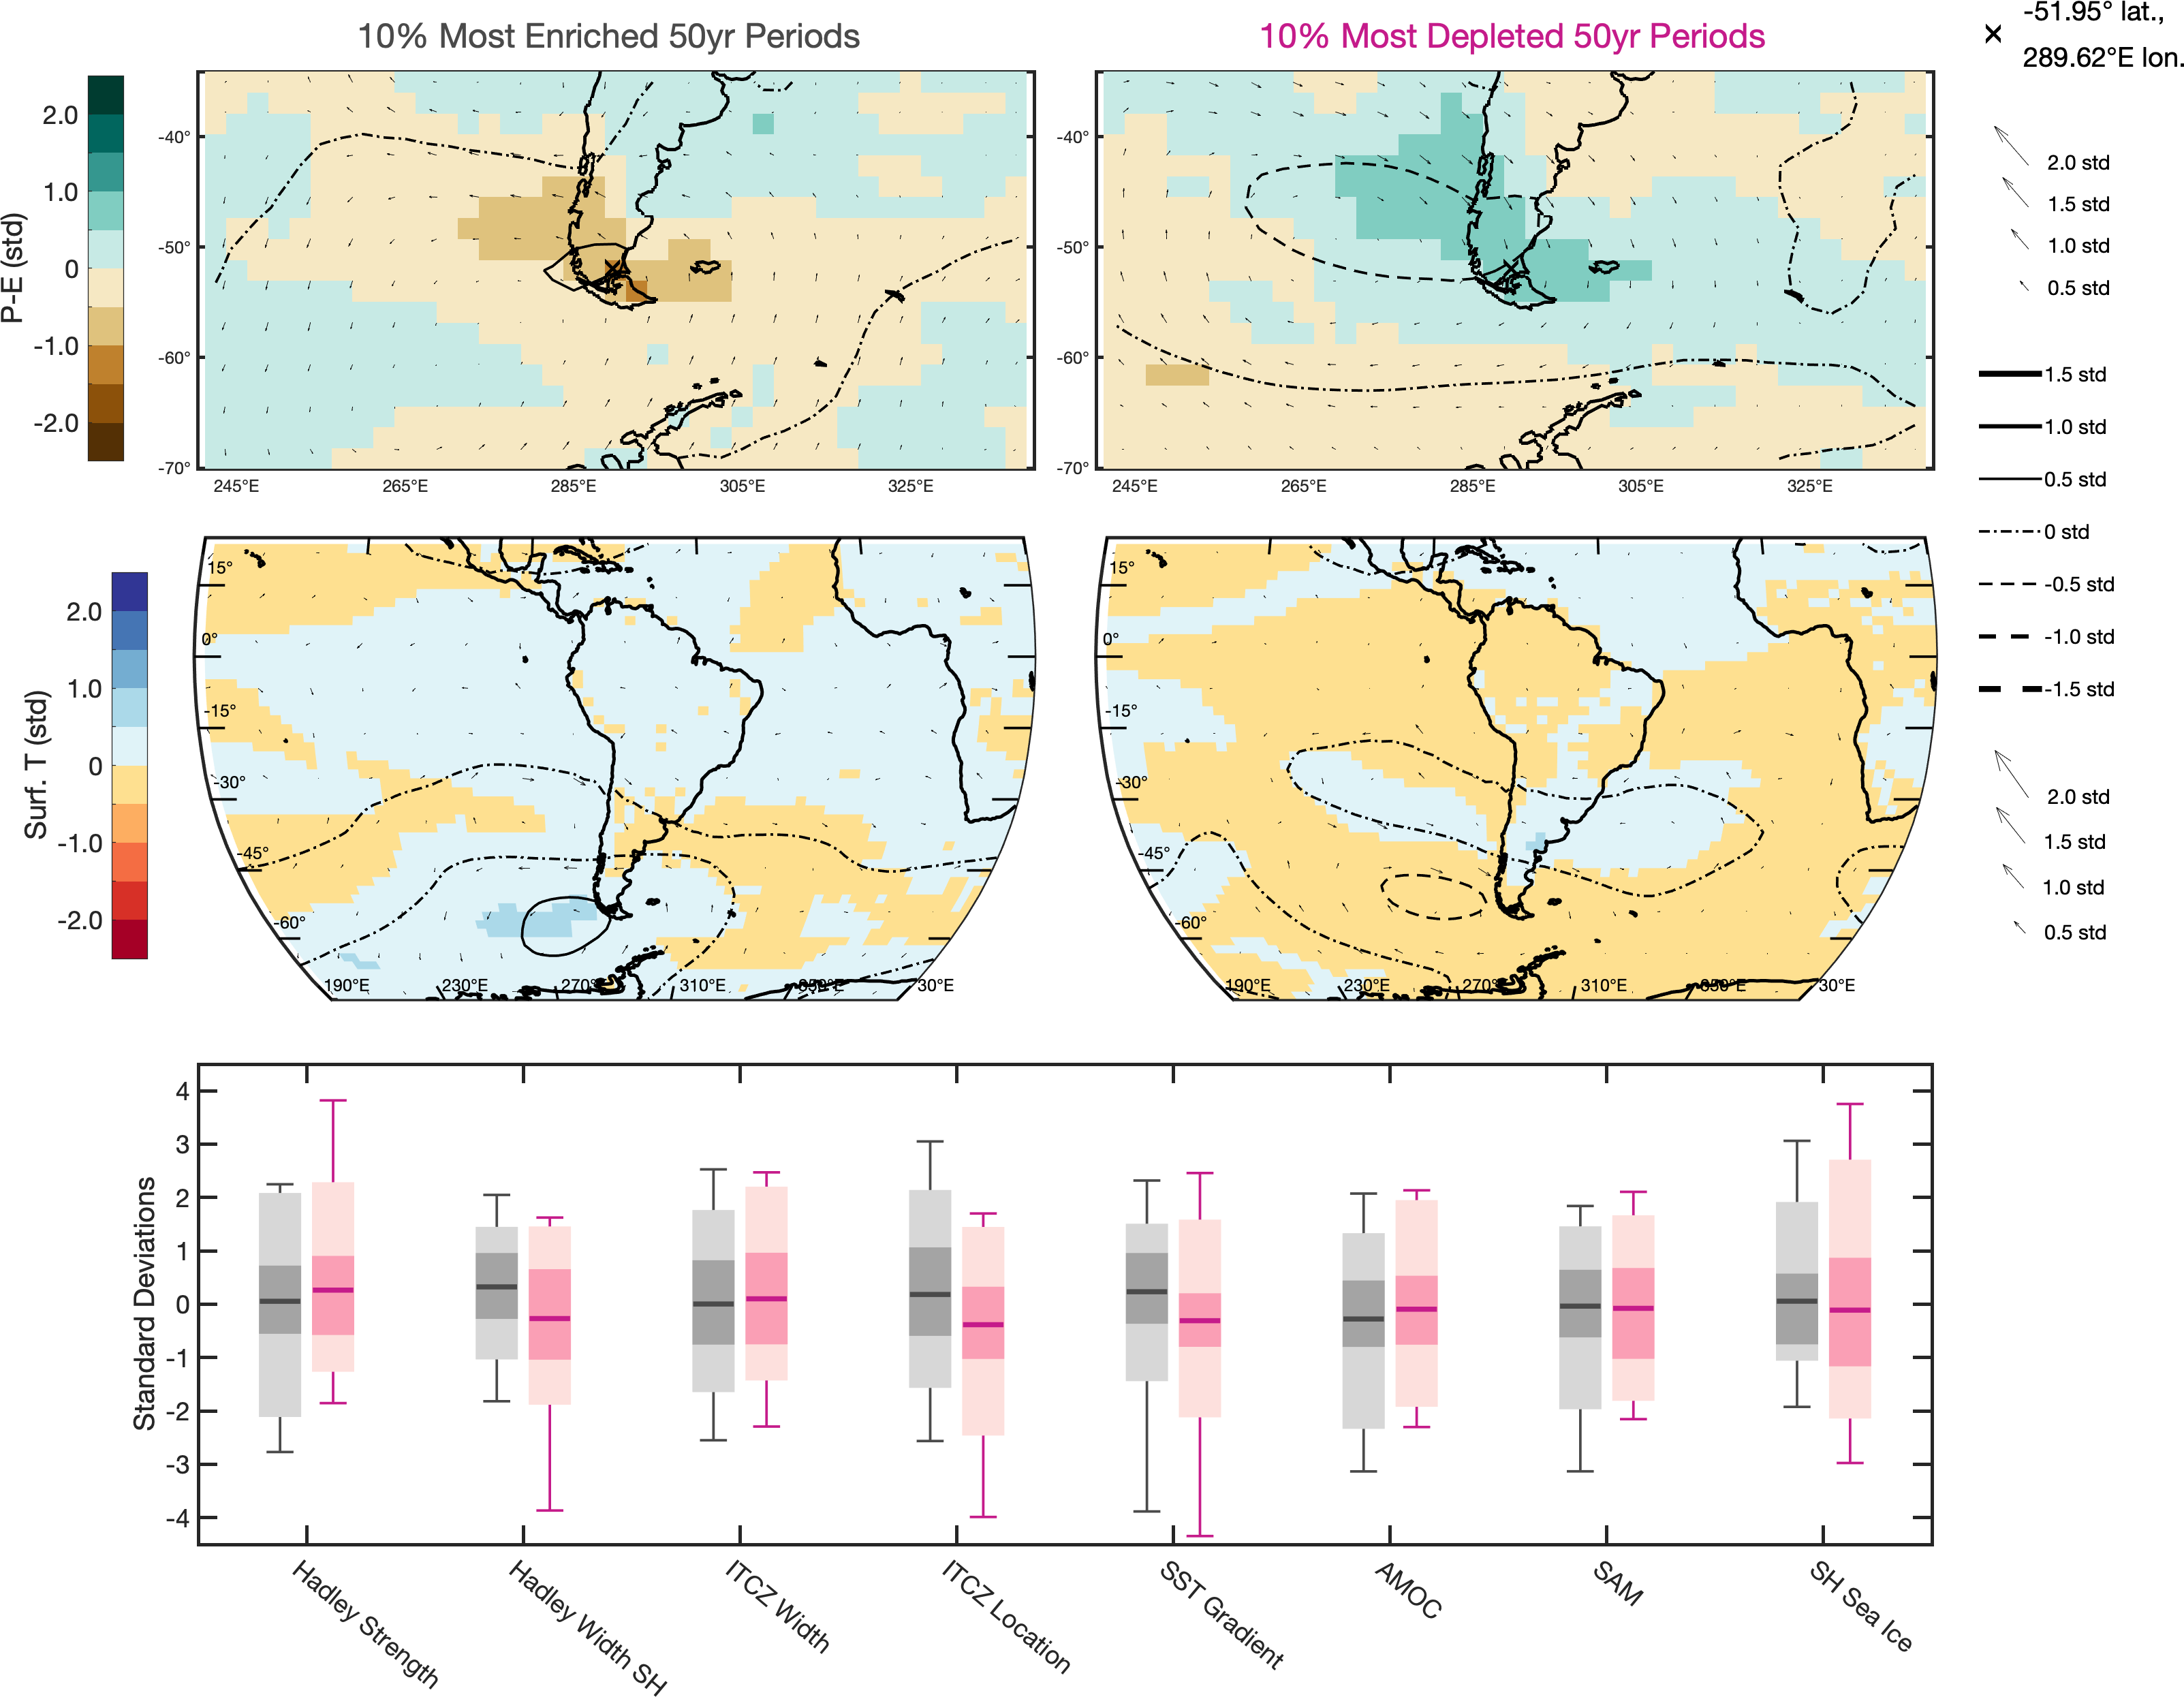 10% Most Enriched 50yr Periods
10% Most Depleted 50yr Periods
-51.95° lat.,
289.62°E lon.
P-E (std)
2.0
1.0
0
-1.0
-2.0
-40°
-50°
-60°
-70°
245°E 265°E 285°E 305°E 325°E
-40°
-50°
-60°
-70°
245°E 265°E 285°E 305°E 325°E
2.0 std
1.5 std
1.0 std
0.5 std
1.5 std
1.0 std
0.5 std
0 std
-0.5 std
-1.0 std
-1.5 std
Surf. T (std)
2.0
1.0
0
-1.0
-2.0
15°
0°
-15°
-30°
-45°
-60°
190°E 230°E 270° 310°E 350°E 30°E
15°
0°
-15°
-30°
-45°
-60°
190°E 230°E 270° 310°E 350°E 30°E
2.0 std
1.5 std
1.0 std
0.5 std
Standard Deviations
4
3
2
1
0
-1
-2
-3
-4
Hadley Strength
Hadley Width SH
ITCZ Width
ITCZ Location
SST Gradient
AMOC
SAM
SH Sea Ice